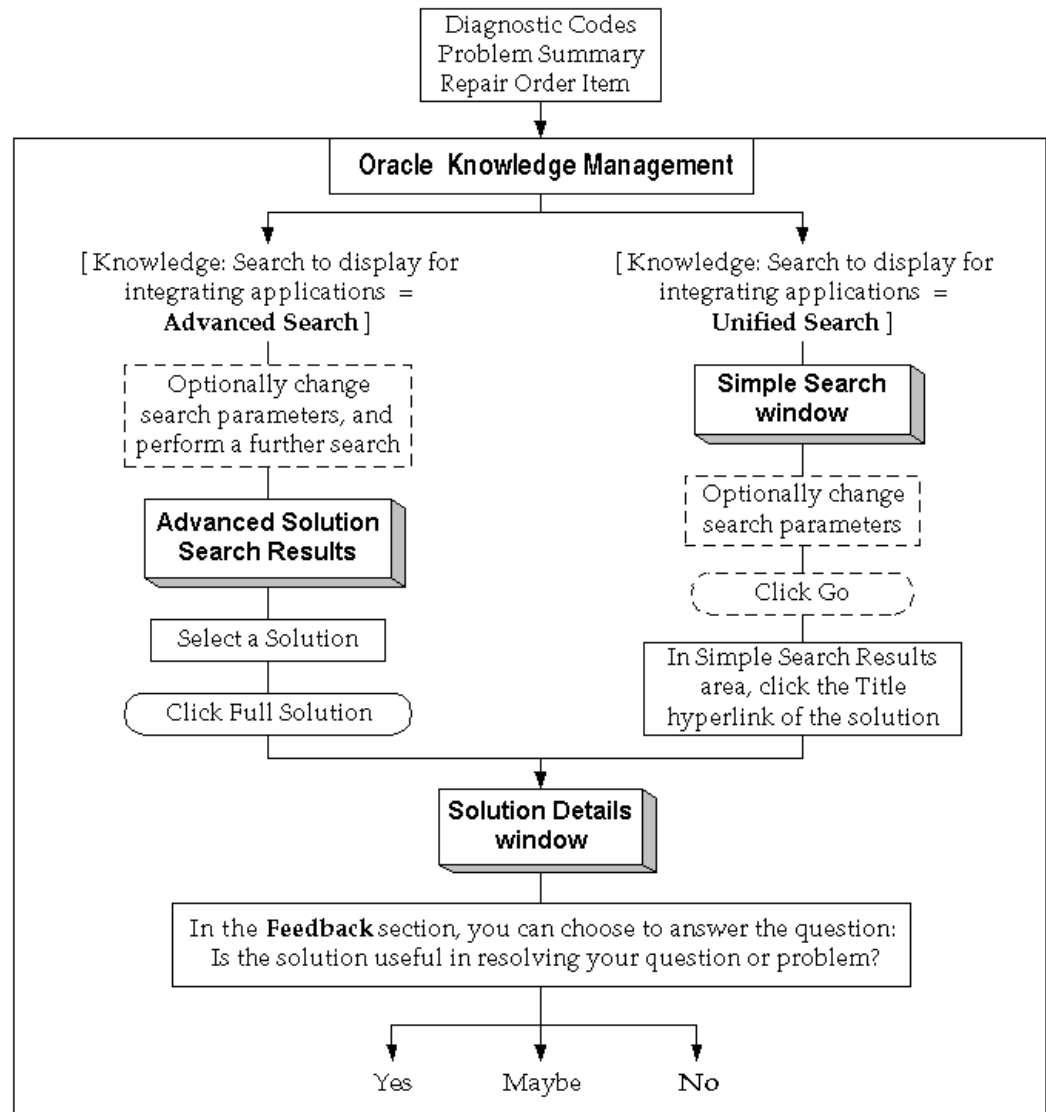 Diagnostic Codes
Problem Summary
Repair Order Item
Oracle Knowledge Management
[ Knowledge: Search to display for
integrating applications =
Advanced Search ]
Optionally change
search parameters, and
perform a further search
Advanced Solution
Search Results
Select a Solution
Click Full Solution
[ Knowledge: Search to display for
integrating applications =
Unified Search ]
Simple Search
window
Optionally change
search parameters
Click Go
In Simple Search Results
area, click the Title
hyperlink of the solution
Solution Details
window
In the Feedback section, you can choose to answer the question:
Is the solution useful in resolving your question or problem?
Yes
Maybe
No